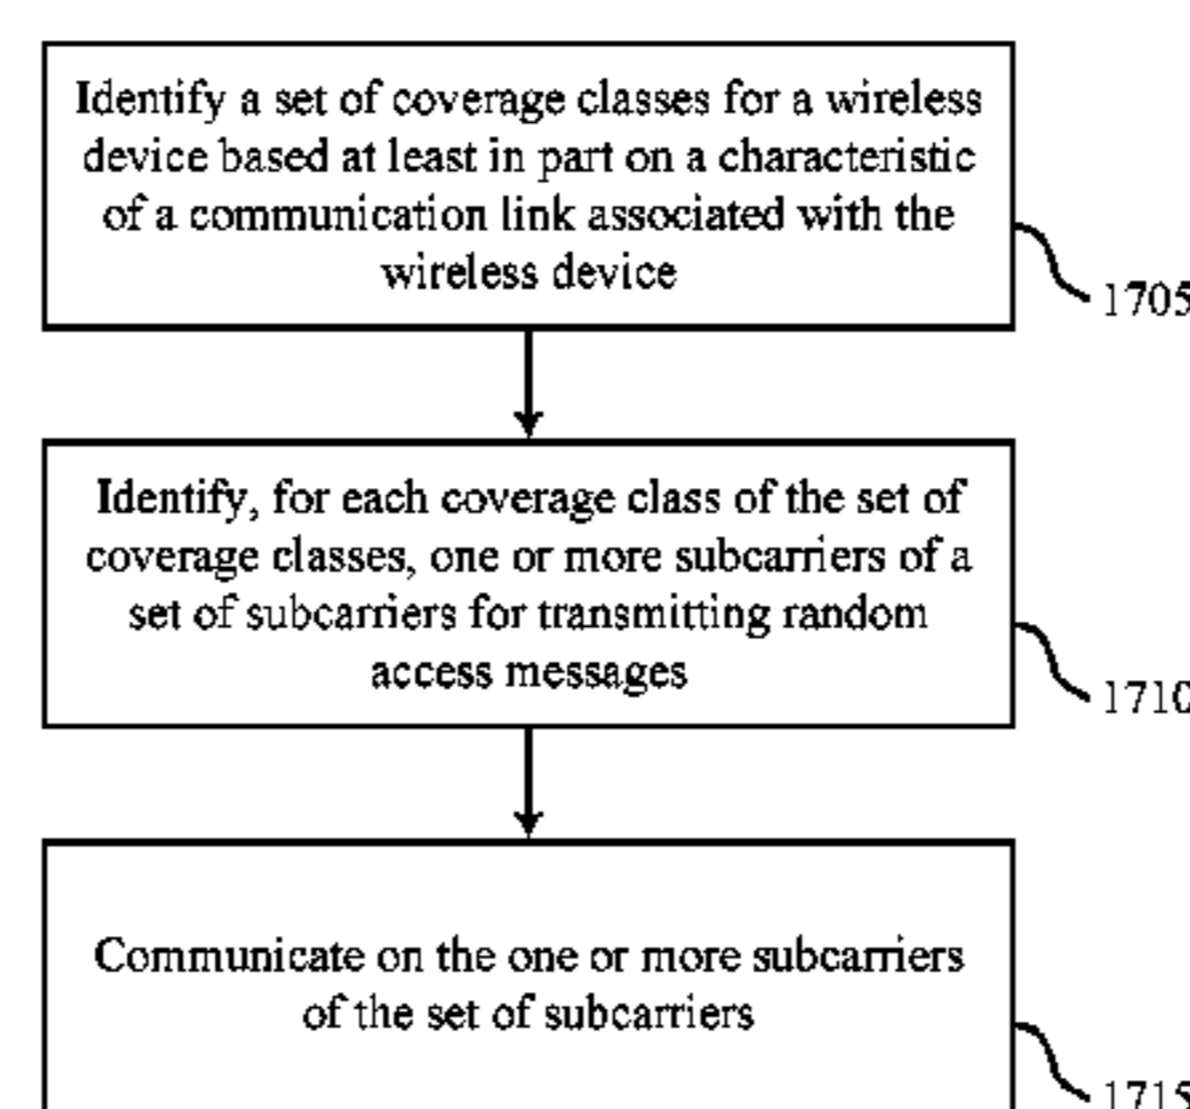 Identify a set of coverage classes for a wireless
device based at least in part on a characteristic
of a communication link associated with the
wireless device
1705
Identify, for each coverage class of the set of
coverage classes, one or more subcarriers of a
set of subcarriers for transmitting random
access messages
1710
Communicate on the one or more subcarriers
of the set of subcarriers
1715